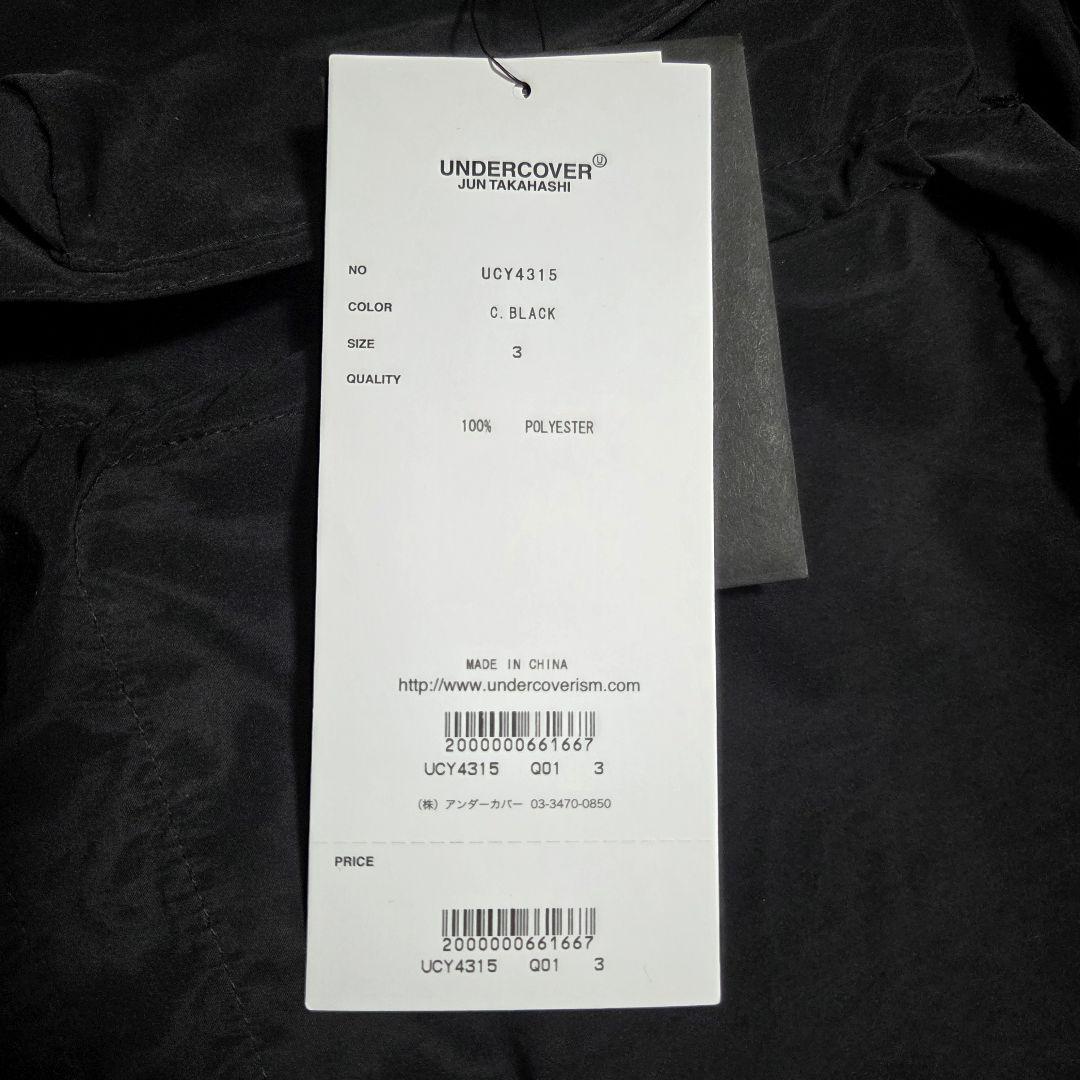 UNDERCOVER Ⓤ
JUN TAKAHASHI
NO UCY4315
COLOR C.BLACK
SIZE 3
QUALITY
100% POLYESTER
MADE IN CHINA
http://www.undercoverism.com
2000000661667
UCY4315 Q01 3
（株）アンダーカバー 03-3470-0850
PRICE
2000000661667
UCY4315 Q01 3